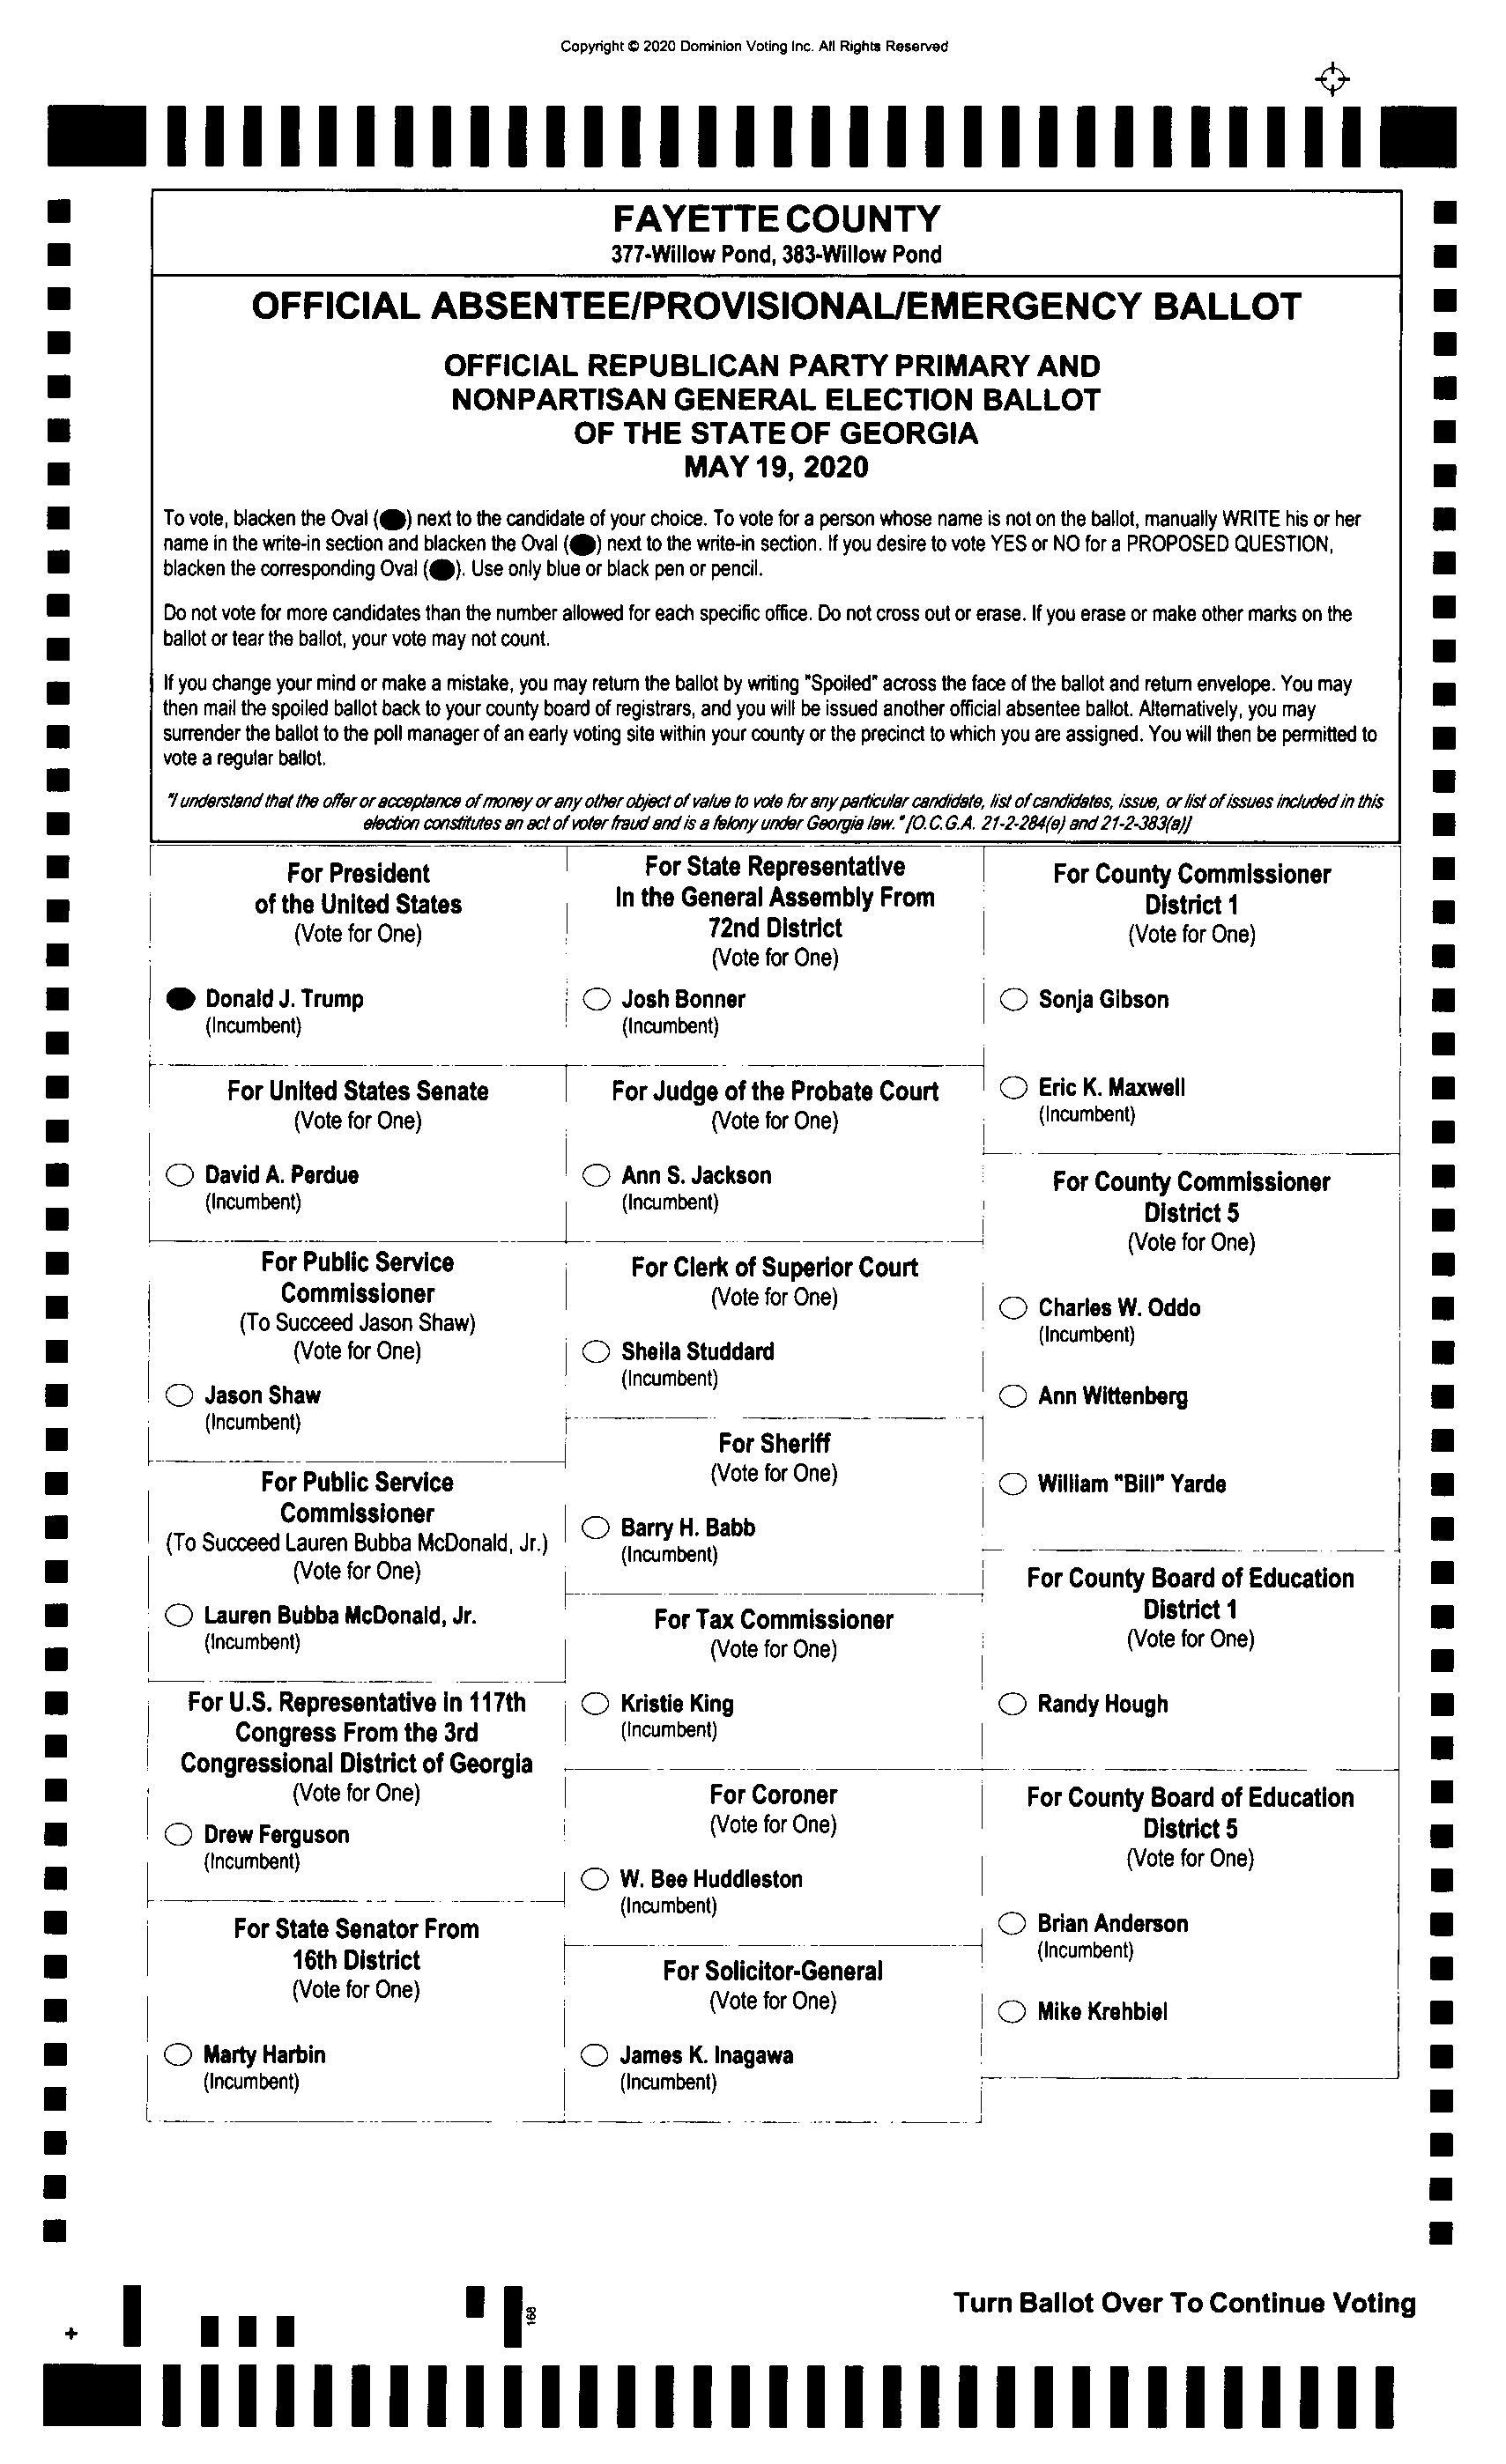 Copyright © 2020 Dominion Voting Inc. All Rights Reserved
FAYETTE COUNTY
377-Willow Pond, 383-Willow Pond
OFFICIAL ABSENTEE/PROVISIONAL/EMERGENCY BALLOT
OFFICIAL REPUBLICAN PARTY PRIMARY AND
NONPARTISAN GENERAL ELECTION BALLOT
OF THE STATE OF GEORGIA
MAY 19, 2020
To vote, blacken the Oval (●) next to the candidate of your choice. To vote for a person whose name is not on the ballot, manually WRITE his or her
name in the write-in section and blacken the Oval (●) next to the write-in section. If you desire to vote YES or NO for a PROPOSED QUESTION,
blacken the corresponding Oval (●). Use only blue or black pen or pencil.
Do not vote for more candidates than the number allowed for each specific office. Do not cross out or erase. If you erase or make other marks on the
ballot or tear the ballot, your vote may not count.
If you change your mind or make a mistake, you may return the ballot by writing "Spoiled" across the face of the ballot and return envelope. You may
then mail the spoiled ballot back to your county board of registrars, and you will be issued another official absentee ballot. Alternatively, you may
surrender the ballot to the poll manager of an early voting site within your county or the precinct to which you are assigned. You will then be permitted to
vote a regular ballot.
"I understand that the offer or acceptance of money or any other object of value to vote for any particular candidate, list of candidates, issue, or list of issues included in this
election constitutes an act of voter fraud and is a felony under Georgia law." [O.C.G.A. 21-2-284(e) and 21-2-383(a)]
For President
of the United States
(Vote for One)
Donald J. Trump
(Incumbent)
For United States Senate
(Vote for One)
David A. Perdue
(Incumbent)
For Public Service
Commissioner
(To Succeed Jason Shaw)
(Vote for One)
Jason Shaw
(Incumbent)
For Public Service
Commissioner
(To Succeed Lauren Bubba McDonald, Jr.)
(Vote for One)
Lauren Bubba McDonald, Jr.
(Incumbent)
For U.S. Representative in 117th
Congress From the 3rd
Congressional District of Georgia
(Vote for One)
Drew Ferguson
(Incumbent)
For State Senator From
16th District
(Vote for One)
Marty Harbin
(Incumbent)
For State Representative
In the General Assembly From
72nd District
(Vote for One)
Josh Bonner
(Incumbent)
For Judge of the Probate Court
(Vote for One)
Ann S. Jackson
(Incumbent)
For Clerk of Superior Court
(Vote for One)
Sheila Studdard
(Incumbent)
For Sheriff
(Vote for One)
Barry H. Babb
(Incumbent)
For Tax Commissioner
(Vote for One)
Kristie King
(Incumbent)
For Coroner
(Vote for One)
W. Bee Huddleston
(Incumbent)
For Solicitor-General
(Vote for One)
James K. Inagawa
(Incumbent)
For County Commissioner
District 1
(Vote for One)
Sonja Gibson
Eric K. Maxwell
(Incumbent)
For County Commissioner
District 5
(Vote for One)
Charles W. Oddo
(Incumbent)
Ann Wittenberg
William "Bill" Yarde
For County Board of Education
District 1
(Vote for One)
Randy Hough
For County Board of Education
District 5
(Vote for One)
Brian Anderson
(Incumbent)
Mike Krehbiel
Turn Ballot Over To Continue Voting
168
+